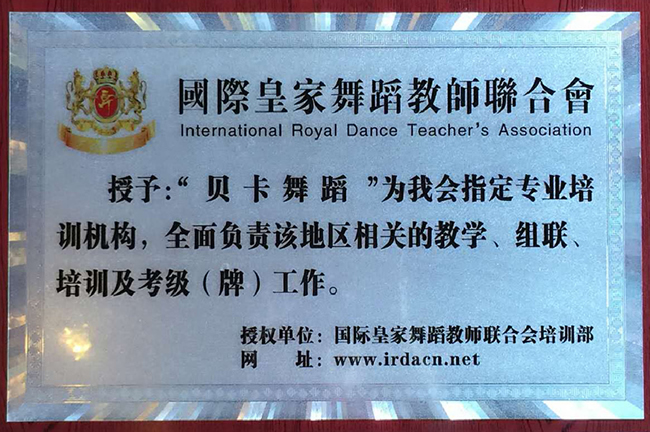 國際皇家舞蹈教師聯合會
International Royal Dance Teacher's Association
授予:“贝卡舞蹈”为我会指定专业培
训机构，全面负责该地区相关的教学、组联、
培训及考级（牌）工作。
授权单位：国际皇家舞蹈教师联合会培训部
网 址：www.irdacn.net